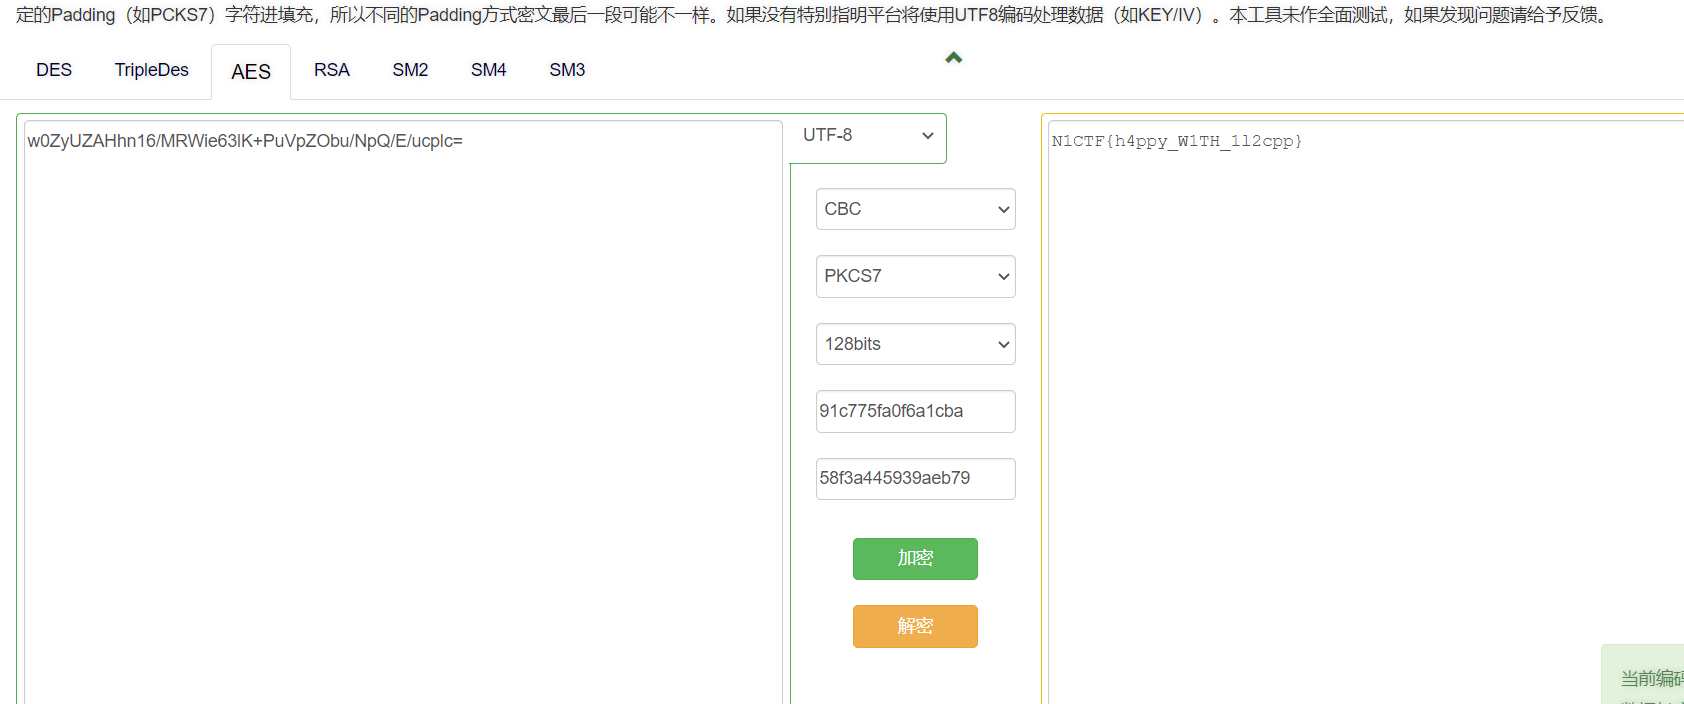 定的Padding（如PCKS7）字符进填充，所以不同的Padding方式密文最后一段可能不一样。如果没有特别指明平台将使用UTF8编码处理数据（如KEY/IV）。本工具未作全面测试，如果发现问题请给予反馈。
DES TripleDes AES RSA SM2 SM4 SM3
w0ZyUZAHhn16/MRWie63lK+PuVpZObu/NpQ/E/ucplc=
UTF-8
N1CTF{h4ppy_W1TH_1l2cpp}
CBC
PKCS7
128bits
91c775fa0f6a1cba
58f3a445939aeb79
加密
解密
当前编码